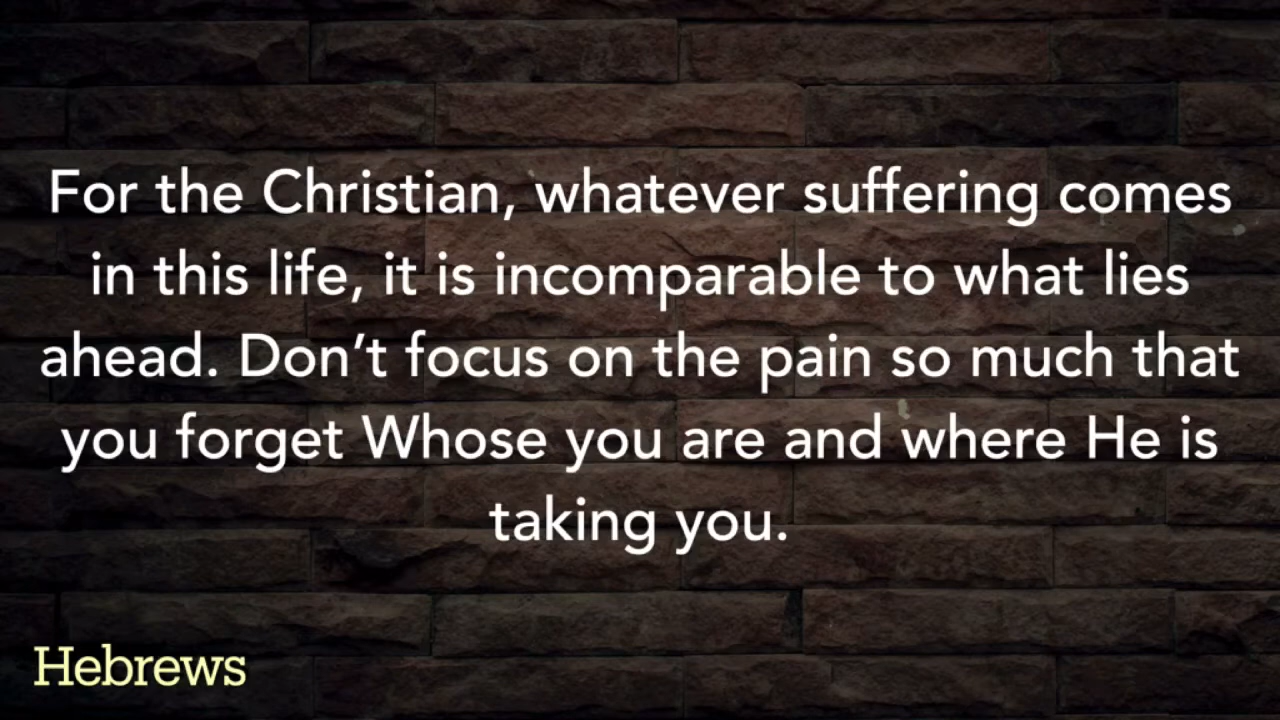 For the Christian, whatever suffering comes
in this life, it is incomparable to what lies
ahead. Don’t focus on the pain so much that
you forget Whose you are and where He is
taking you.
Hebrews